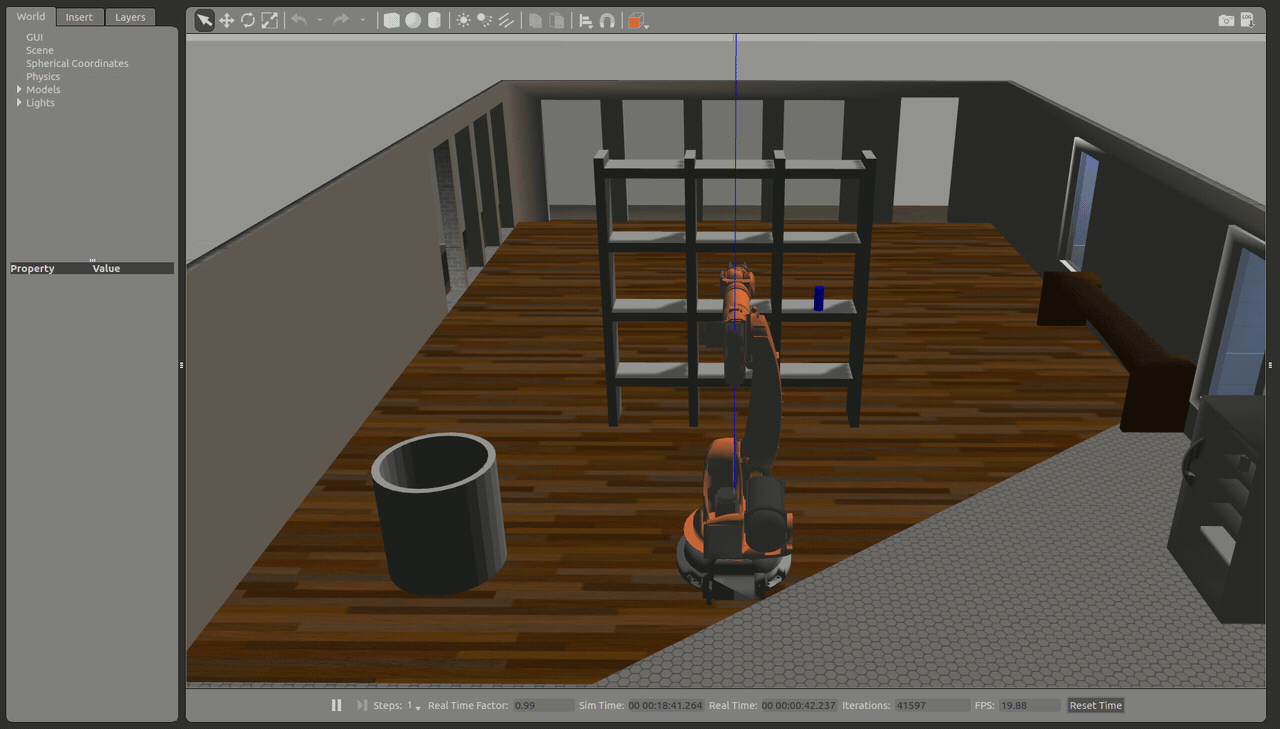 World Insert Layers
GUI
Scene
Spherical Coordinates
Physics
Models
Lights
Property Value
Steps: 1 Real Time Factor: 0.99 Sim Time: 00 00:18:41.264 Real Time: 00 00:00:42.237 Iterations: 41597 FPS: 19.88 Reset Time